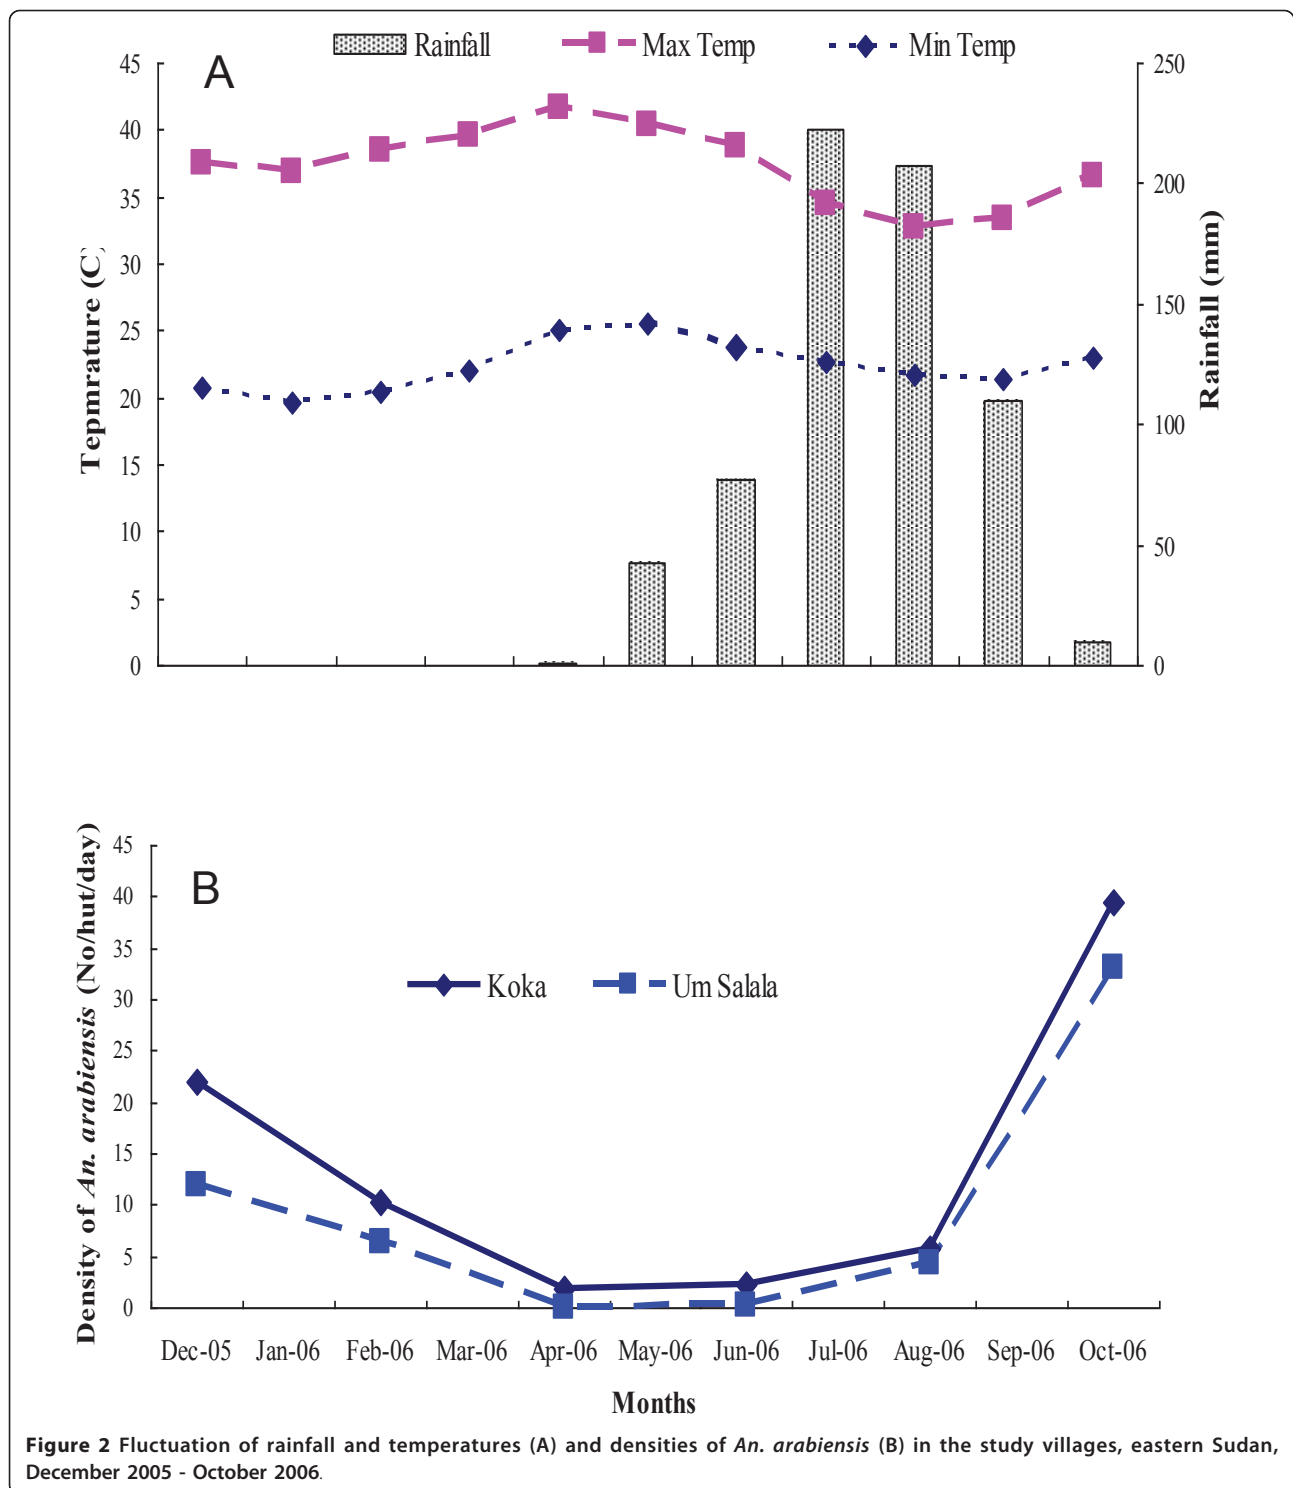 Rainfall Max Temp Min Temp
A
45
40
35
30
25
20
15
10
5
0
Tepmrature (C)
250
200
150
100
50
0
Rainfall (mm)
B
45
40
35
30
25
20
15
10
5
0
Density of An. arabiensis (No/hut/day)
Koka Um Salala
Dec-05 Jan-06 Feb-06 Mar-06 Apr-06 May-06 Jun-06 Jul-06 Aug-06 Sep-06 Oct-06
Months
Figure 2 Fluctuation of rainfall and temperatures (A) and densities of An. arabiensis (B) in the study villages, eastern Sudan,
December 2005 - October 2006.